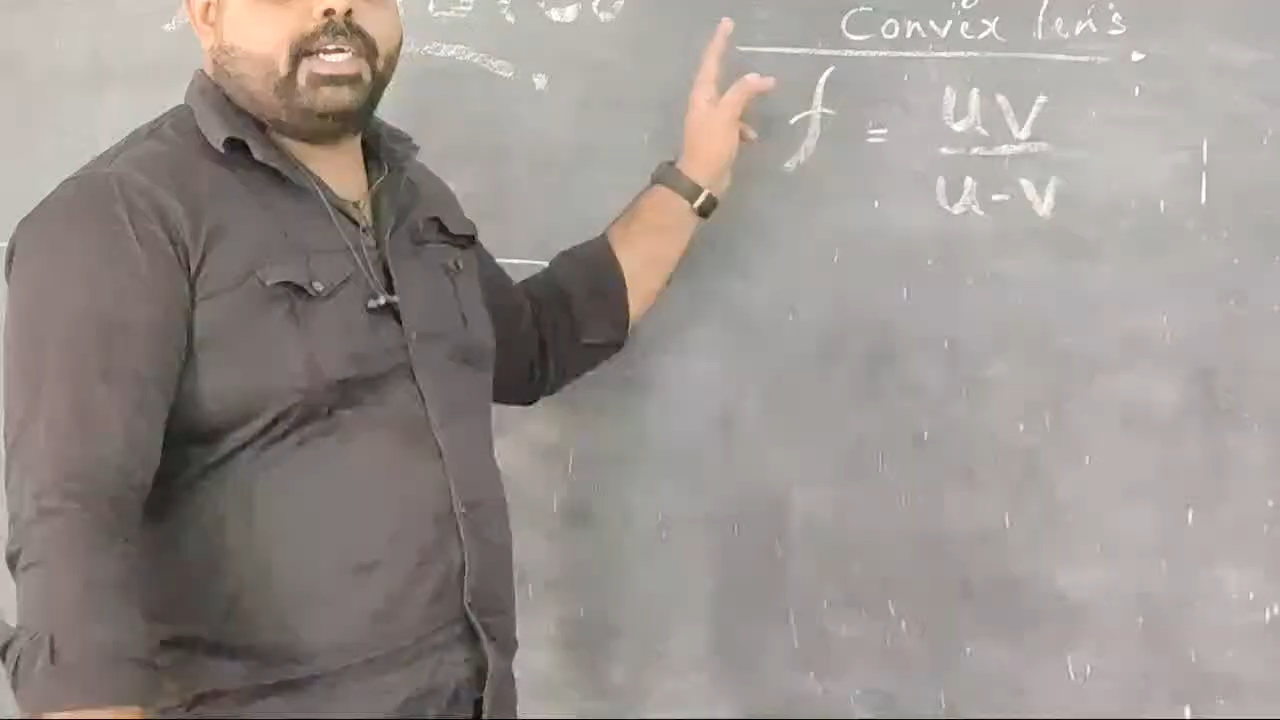 Convex lens
f = uv
u-v